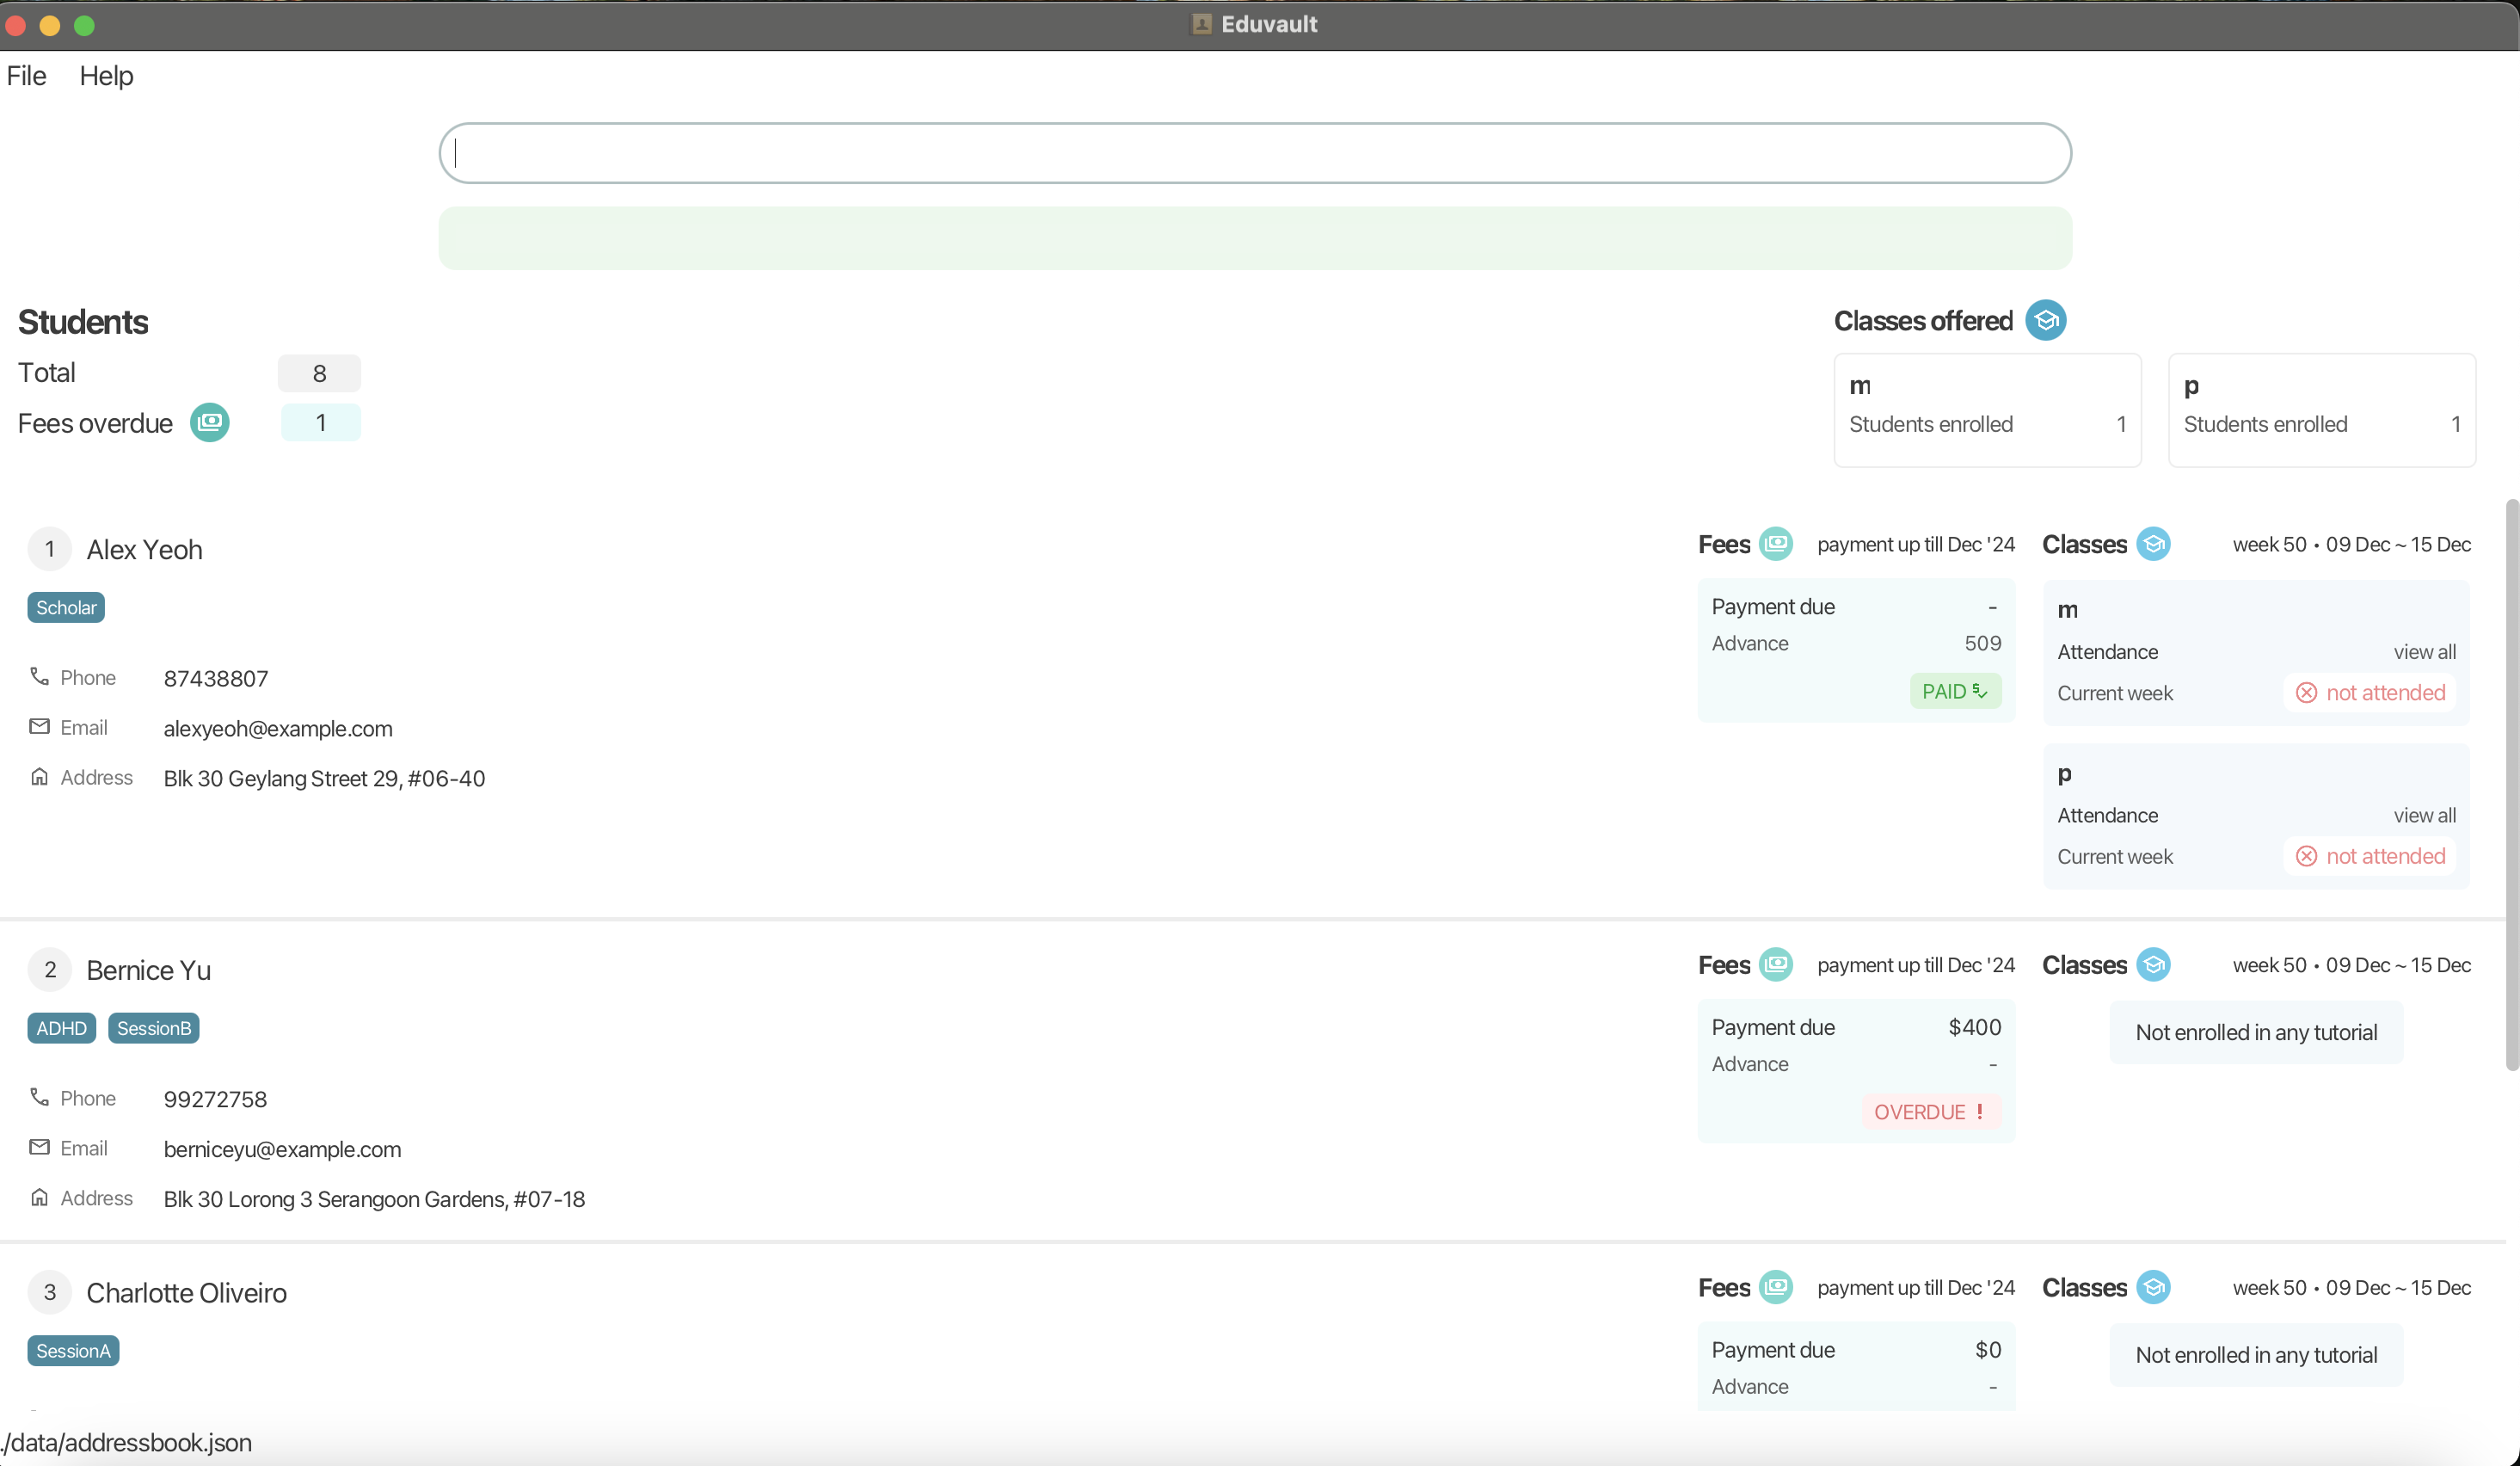 Eduvault
File Help
Students
Total 8
Fees overdue 1
Classes offered
m
Students enrolled 1
p
Students enrolled 1
1 Alex Yeoh
Scholar
Phone 87438807
Email alexyeoh@example.com
Address Blk 30 Geylang Street 29, #06-40
Fees payment up till Dec '24
Payment due -
Advance 509
PAID
Classes week 50 • 09 Dec ~ 15 Dec
m
Attendance view all
Current week not attended
p
Attendance view all
Current week not attended
2 Bernice Yu
ADHD SessionB
Phone 99272758
Email berniceyu@example.com
Address Blk 30 Lorong 3 Serangoon Gardens, #07-18
Fees payment up till Dec '24
Payment due $400
Advance -
OVERDUE !
Classes week 50 • 09 Dec ~ 15 Dec
Not enrolled in any tutorial
3 Charlotte Oliveiro
SessionA
Fees payment up till Dec '24
Payment due $0
Advance -
Classes week 50 • 09 Dec ~ 15 Dec
Not enrolled in any tutorial
./data/addressbook.json